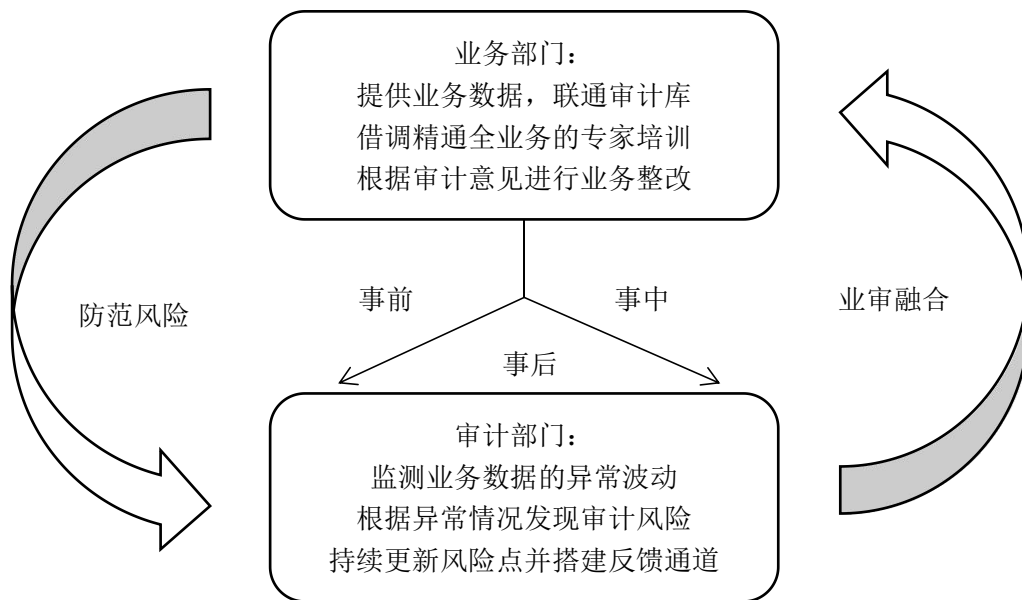 业务部门：
提供业务数据，联通审计库
借调精通全业务的专家培训
根据审计意见进行业务整改
防范风险
事前
事中
业审融合
事后
审计部门：
监测业务数据的异常波动
根据异常情况发现审计风险
持续更新风险点并搭建反馈通道